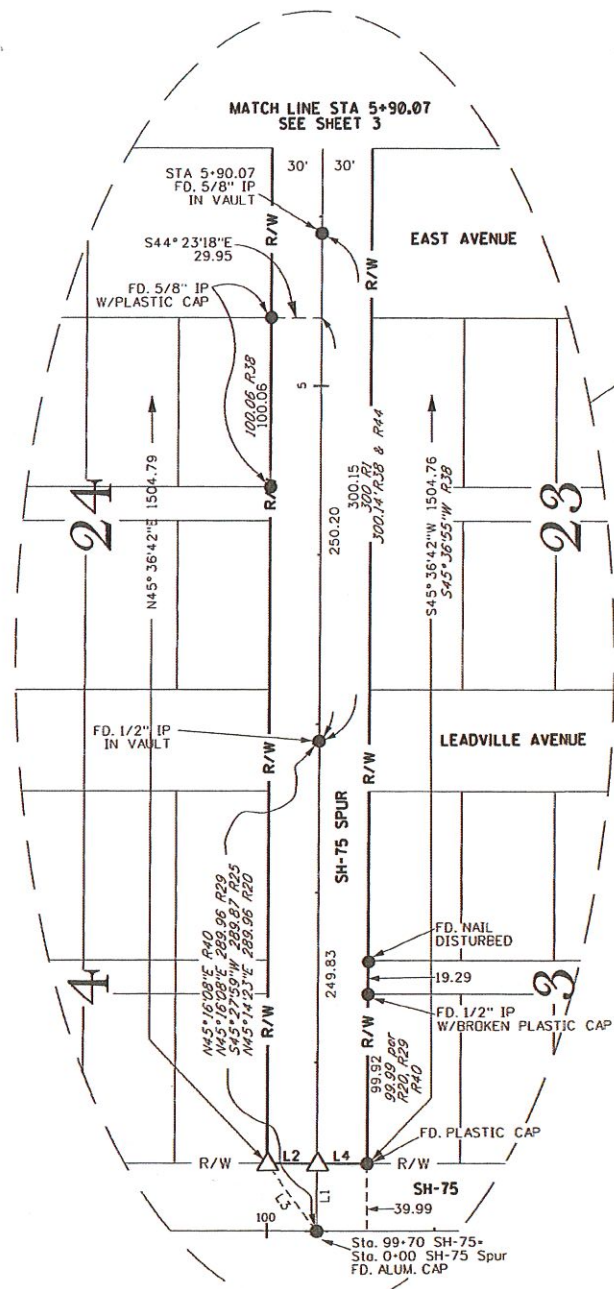 MATCH LINE STA 5+90.07
SEE SHEET 3
30'
30'
STA 5+90.07
FD. 5/8" IP
IN VAULT
R/W
R/W
EAST AVENUE
S44°23'18"E
29.95
FD. 5/8" IP
W/PLASTIC CAP
100.06 R38
100.06
5
R/W
24
N45°36'42"E 1504.79
250.20
300.15
300' R1
300.14' R38 & R44
S45°36'42"W 1504.76
S45°36'55"W R38
23
FD. 1/2" IP
IN VAULT
R/W
R/W
LEADVILLE AVENUE
SH-75 SPUR
N45°16'08"E R40
N45°16'08"E 289.96 R29
S45°27'59"W 289.87 R25
N45°14'23"E 289.96 R20
249.83
FD. NAIL
DISTURBED
19.29
4
3
R/W
R/W
FD. 1/2" IP
W/BROKEN PLASTIC CAP
99.92
99.99 per
R20, R29
R40
FD. PLASTIC CAP
R/W
L2
L4
R/W
L3
L1
SH-75
39.99
100
Sta. 99+70 SH-75=
Sta. 0+00 SH-75 Spur
FD. ALUM. CAP